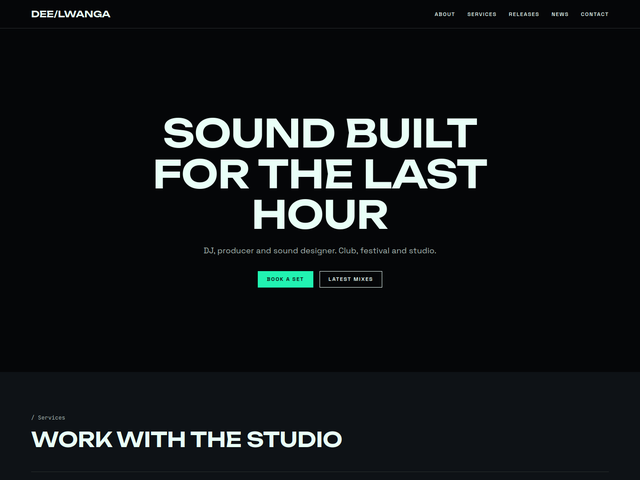 DEE/LWANGA
ABOUT SERVICES RELEASES NEWS CONTACT
SOUND BUILT
FOR THE LAST
HOUR
DJ, producer and sound designer. Club, festival and studio.
BOOK A SET LATEST MIXES
/ Services
WORK WITH THE STUDIO